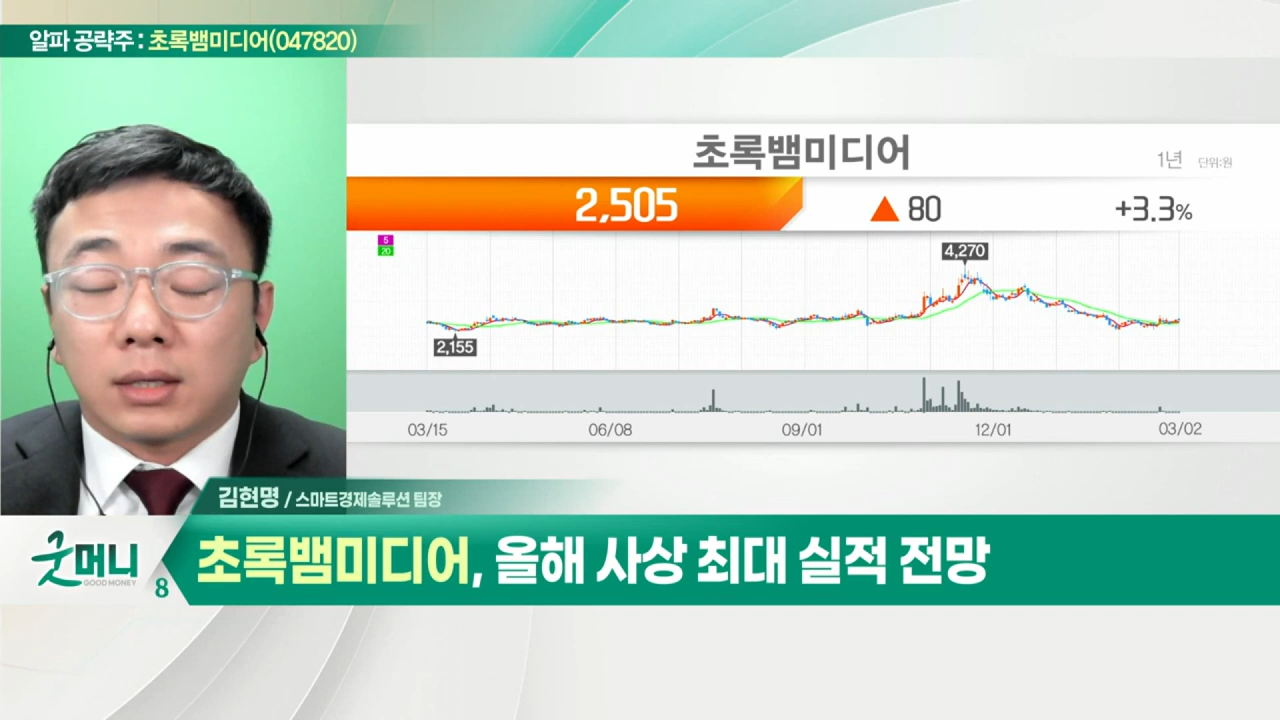 알파 공략주 : 초록뱀미디어(047820)
초록뱀미디어
1년 단위:원
2,505 ▲ 80 +3.3%
5
20
4,270
2,155
03/15 06/08 09/01 12/01 03/02
김현명 / 스마트경제솔루션 팀장
굿머니
GOOD MONEY
8
초록뱀미디어, 올해 사상 최대 실적 전망